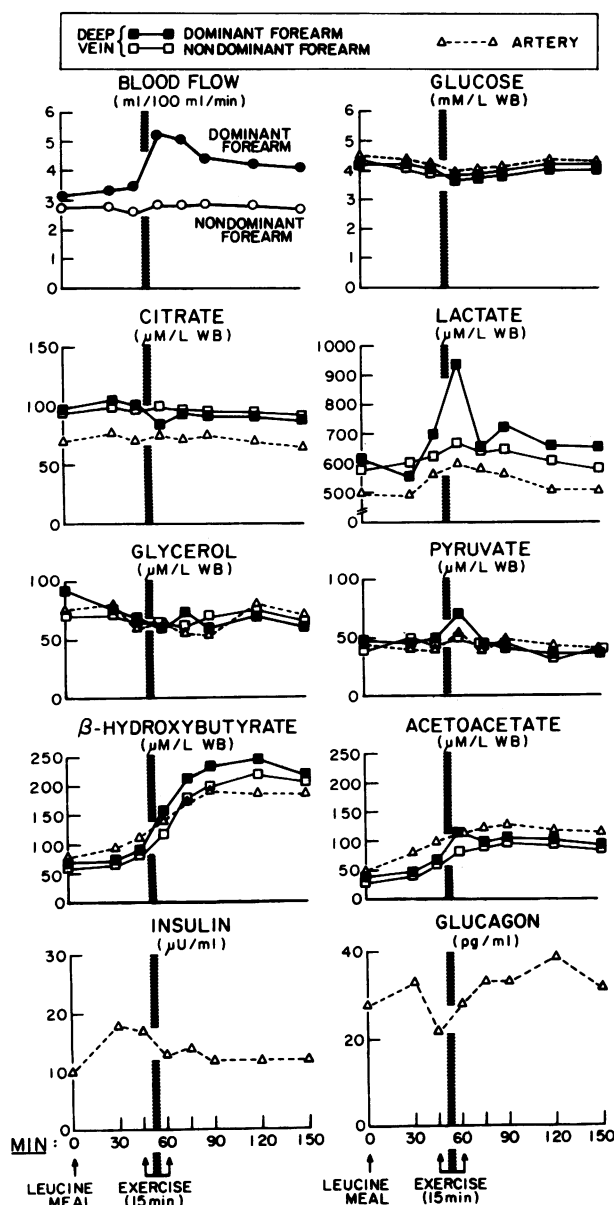 DEEP VEIN { DOMINANT FOREARM
NONDOMINANT FOREARM
ARTERY
BLOOD FLOW
(ml/100 ml/min)
6
5
4
3
2
1
0
DOMINANT
FOREARM
NONDOMINANT
FOREARM
GLUCOSE
(mM/L WB)
6
5
4
3
2
1
0
CITRATE
(µM/L WB)
150
100
50
0
LACTATE
(µM/L WB)
1000
900
800
700
600
500
0
GLYCEROL
(µM/L WB)
100
50
0
PYRUVATE
(µM/L WB)
100
50
0
β-HYDROXYBUTYRATE
(µM/L WB)
250
200
150
100
50
0
ACETOACETATE
(µM/L WB)
250
200
150
100
50
0
INSULIN
(µU/ml)
30
20
10
0
GLUCAGON
(pg/ml)
40
20
0
MIN: 0 30 60 90 120 150
0 30 60 90 120 150
LEUCINE
MEAL
EXERCISE
(15min)
LEUCINE
MEAL
EXERCISE
(15min)